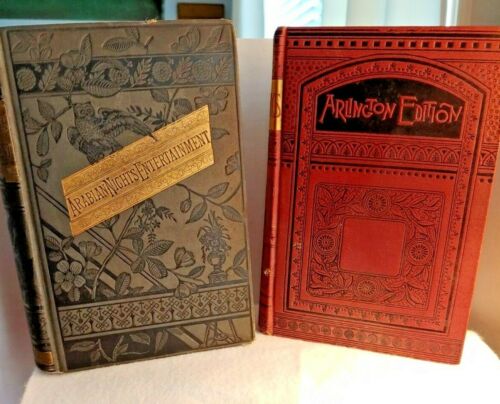 ARABIAN NIGHTS' ENTERTAINMENT
ARLINGTON EDITION